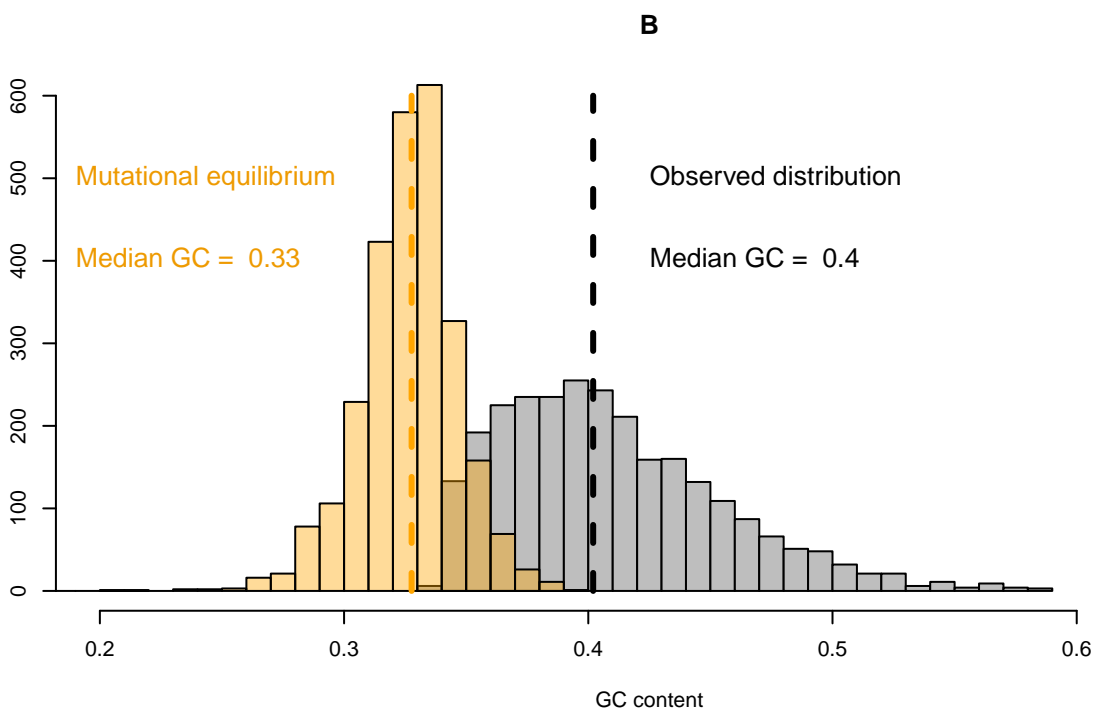 B
600
500
400
300
200
100
0
Mutational equilibrium
Median GC = 0.33
Observed distribution
Median GC = 0.4
0.2 0.3 0.4 0.5 0.6
GC content